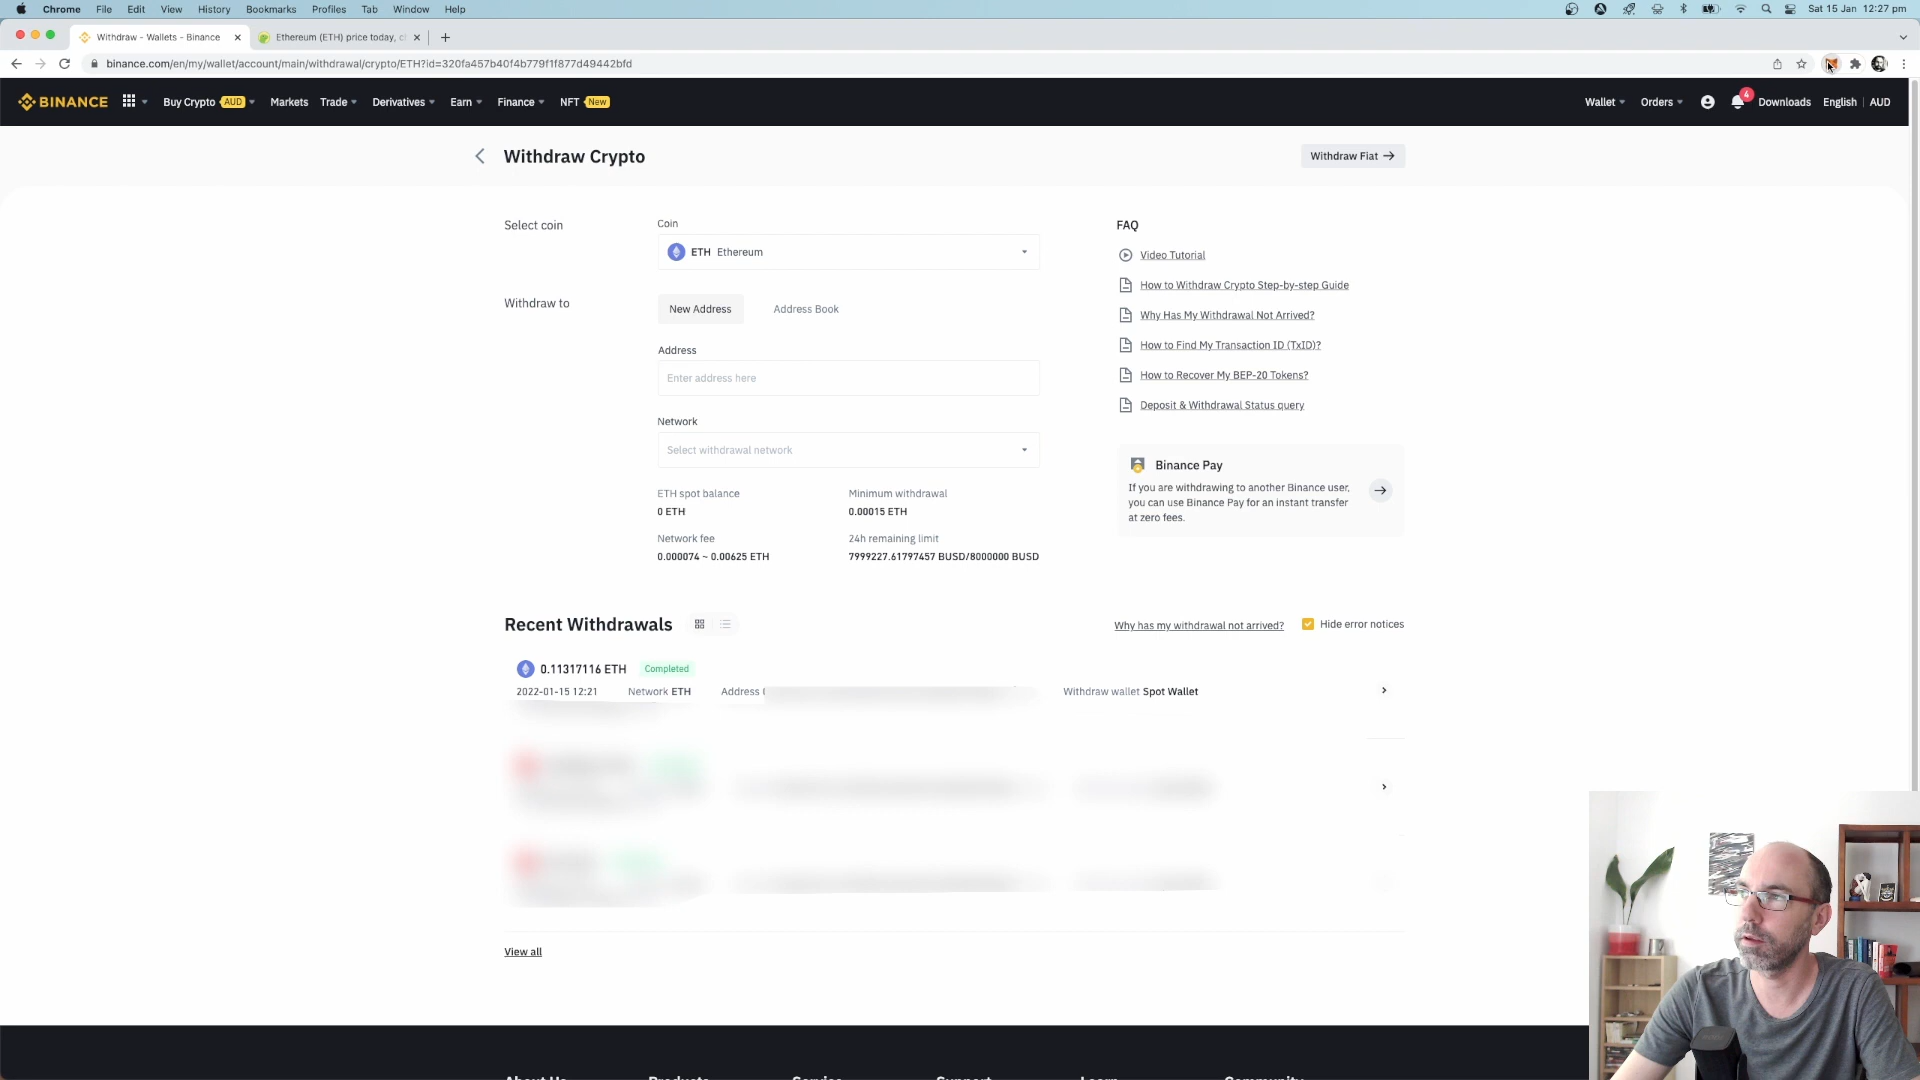 Chrome File Edit View History Bookmarks Profiles Tab Window Help Sat 15 Jan 12:27 pm
Withdraw - Wallets - Binance Ethereum (ETH) price today, c
binance.com/en/my/wallet/account/main/withdrawal/crypto/ETH?id=320fa457b40f4b779f1f877d49442bfd
BINANCE Buy Crypto AUD Markets Trade Derivatives Earn Finance NFT New Wallet Orders 4 Downloads English AUD
Withdraw Crypto
Withdraw Fiat
Select coin
Coin
ETH Ethereum
Withdraw to
New Address Address Book
Address
Enter address here
Network
Select withdrawal network
ETH spot balance Minimum withdrawal
0 ETH 0.00015 ETH
Network fee 24h remaining limit
0.000074 ~ 0.00625 ETH 7999227.61797457 BUSD/8000000 BUSD
FAQ
Video Tutorial
How to Withdraw Crypto Step-by-step Guide
Why Has My Withdrawal Not Arrived?
How to Find My Transaction ID (TxID)?
How to Recover My BEP-20 Tokens?
Deposit & Withdrawal Status query
Binance Pay
If you are withdrawing to another Binance user,
you can use Binance Pay for an instant transfer
at zero fees.
Recent Withdrawals Why has my withdrawal not arrived? Hide error notices
0.11317116 ETH Completed
2022-01-15 12:21 Network ETH Address Withdraw wallet Spot Wallet
View all
About Us Products Service Support Learn Community